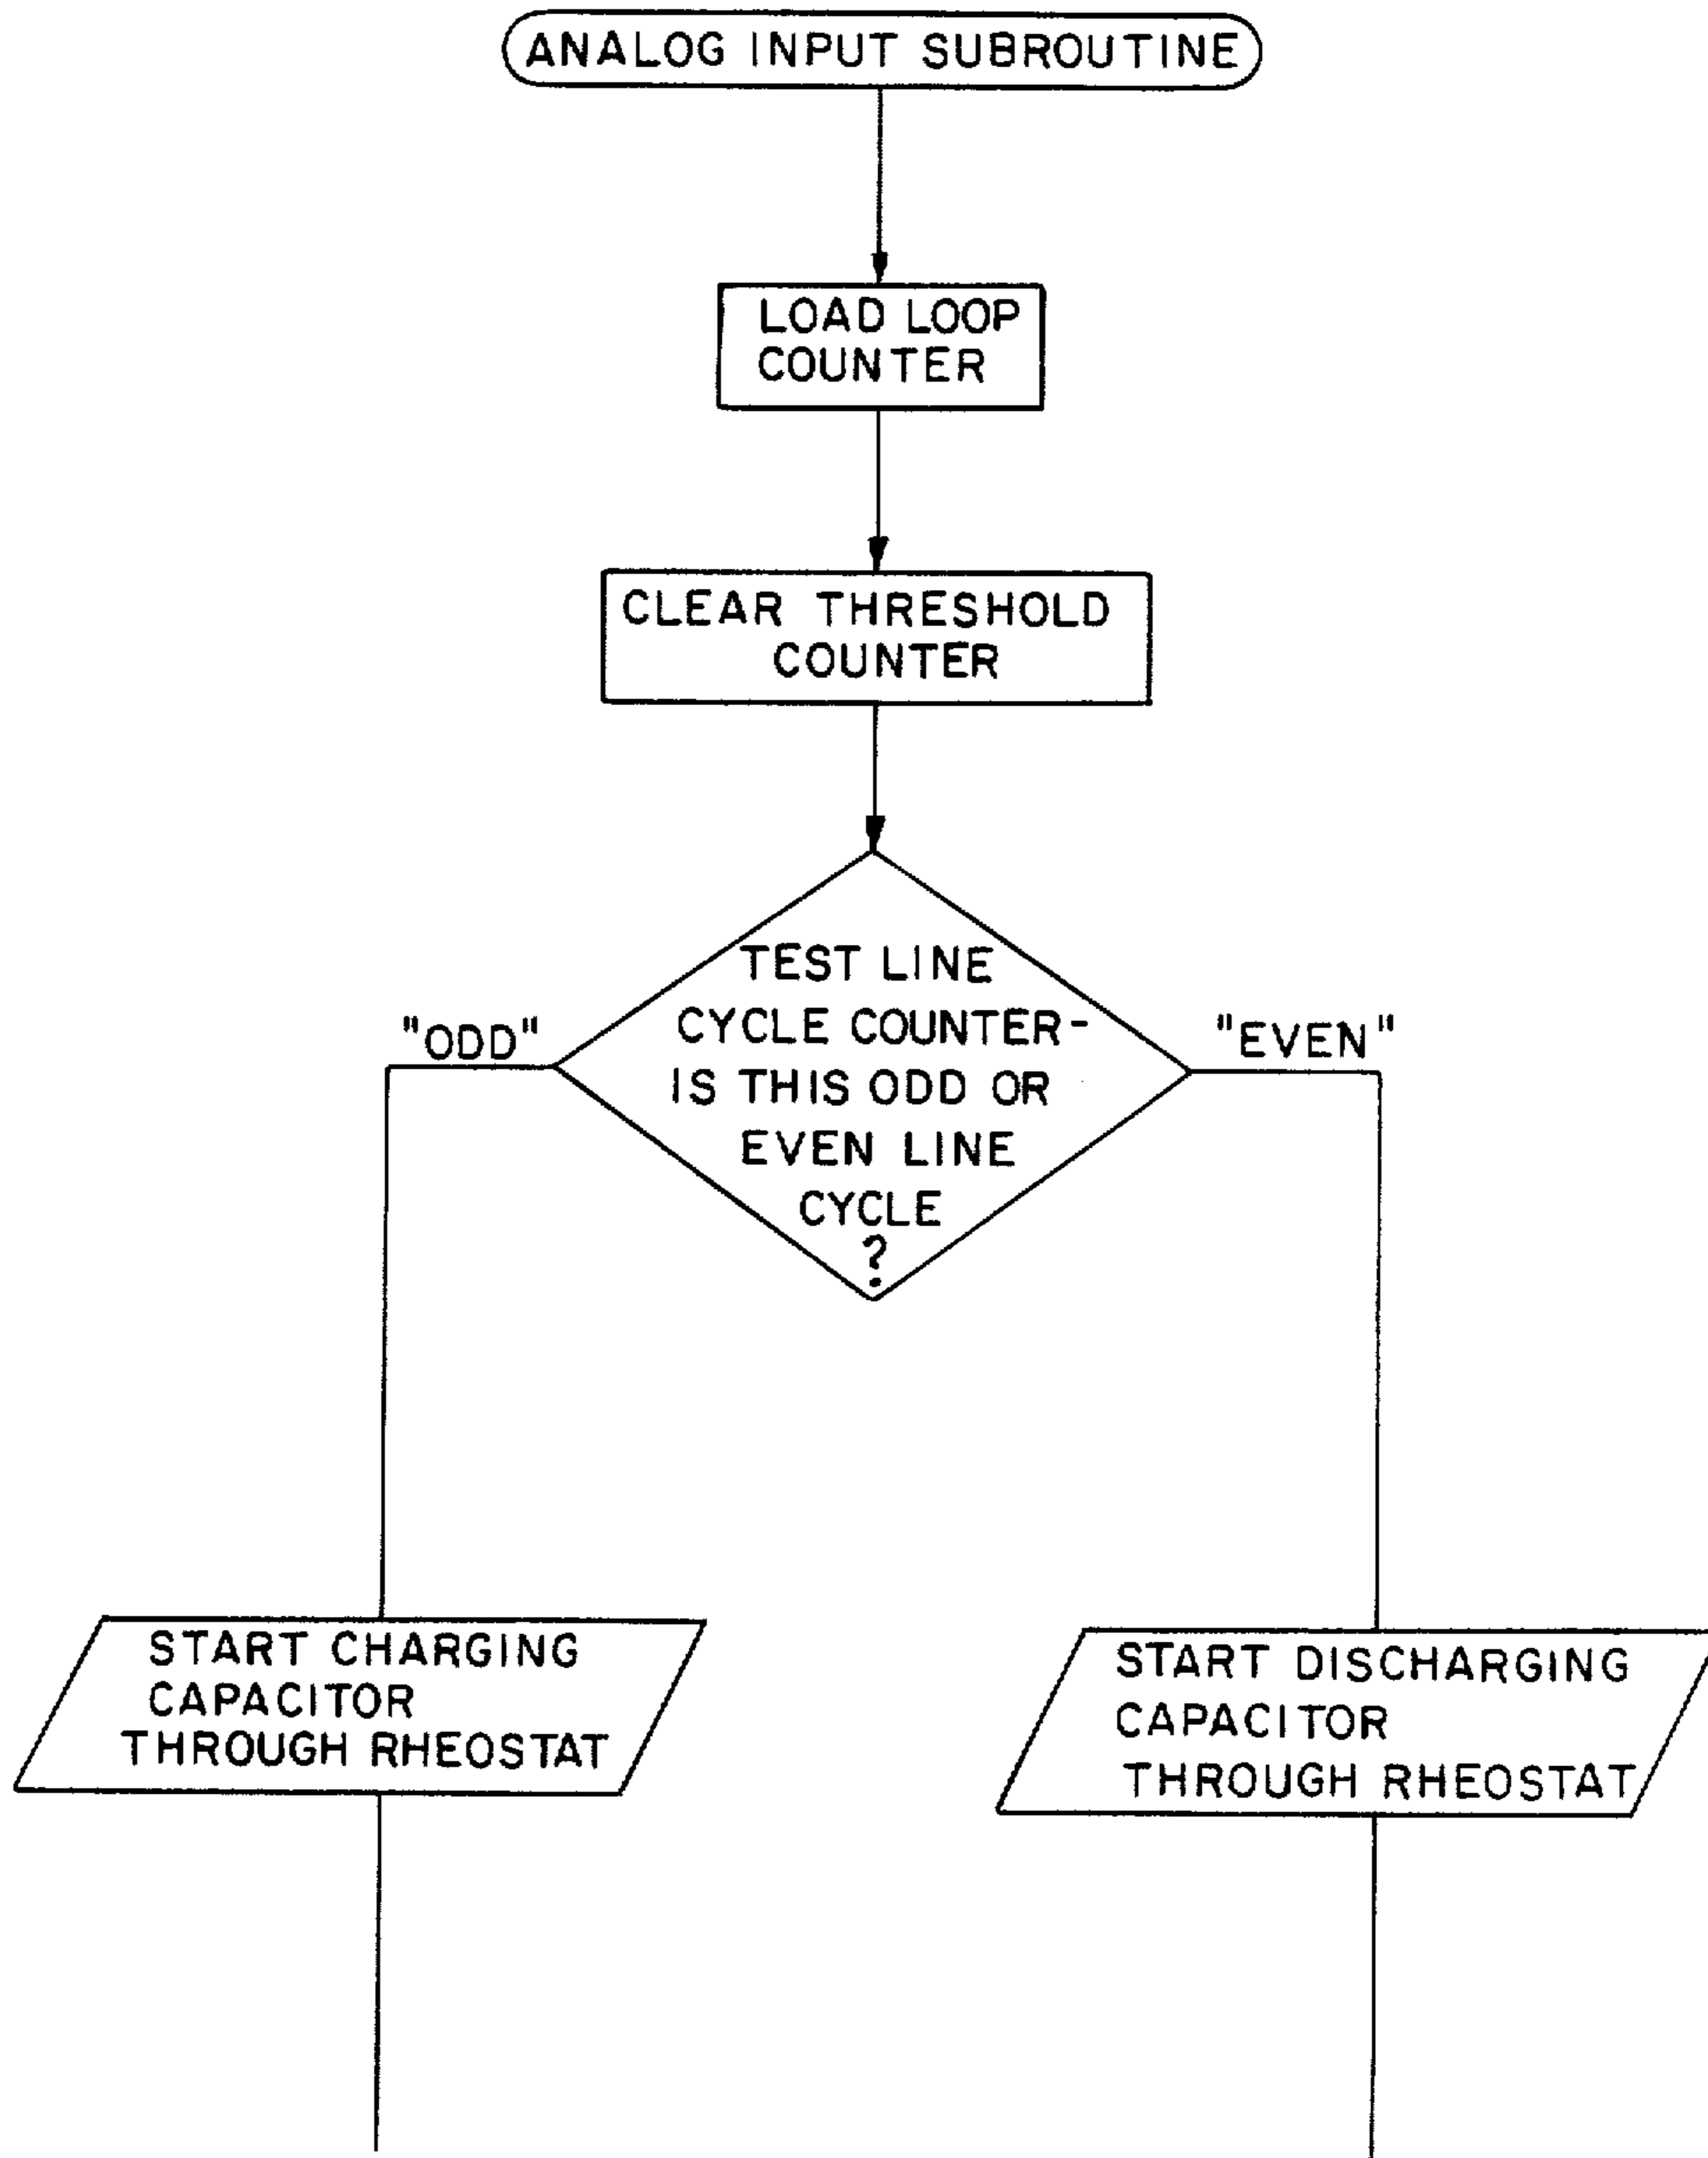 ANALOG INPUT SUBROUTINE
LOAD LOOP
COUNTER
CLEAR THRESHOLD
COUNTER
TEST LINE
CYCLE COUNTER-
IS THIS ODD OR
EVEN LINE
CYCLE
?
"ODD"
"EVEN"
START CHARGING
CAPACITOR
THROUGH RHEOSTAT
START DISCHARGING
CAPACITOR
THROUGH RHEOSTAT